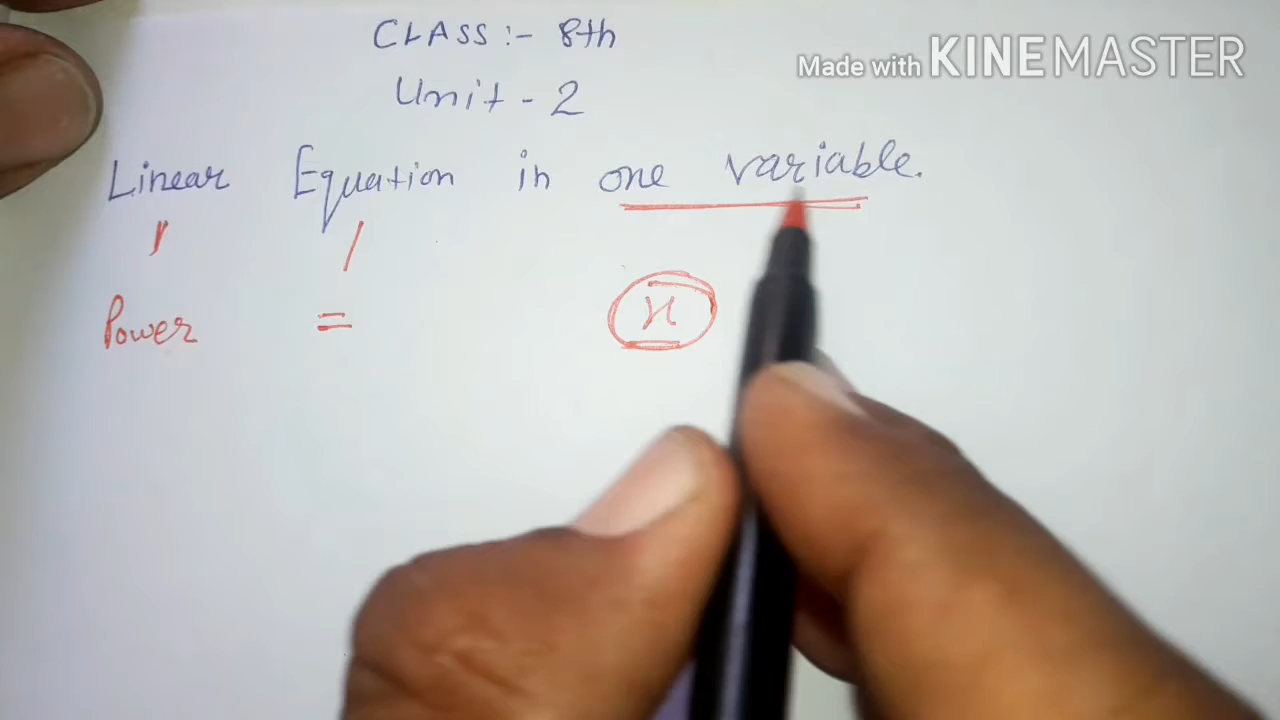 CLASS :- 8th
Made with KINEMASTER
Unit - 2
Linear Equation in one variable.
Power = x